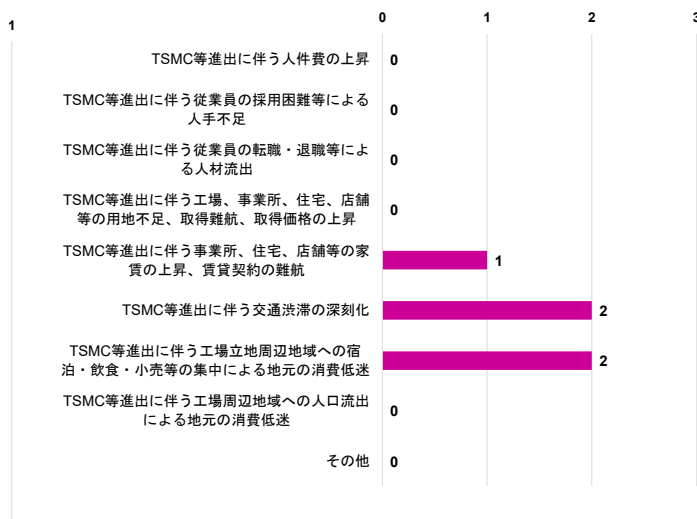 1
0 1 2 3
TSMC等進出に伴う人件費の上昇 0
TSMC等進出に伴う従業員の採用困難等による
人手不足 0
TSMC等進出に伴う従業員の転職・退職等によ
る人材流出 0
TSMC等進出に伴う工場、事業所、住宅、店舗
等の用地不足、取得難航、取得価格の上昇 0
TSMC等進出に伴う事業所、住宅、店舗等の家
賃の上昇、賃貸契約の難航 1
TSMC等進出に伴う交通渋滞の深刻化 2
TSMC等進出に伴う工場立地周辺地域への宿
泊・飲食・小売等の集中による地元の消費低迷 2
TSMC等進出に伴う工場周辺地域への人口流出
による地元の消費低迷 0
その他 0